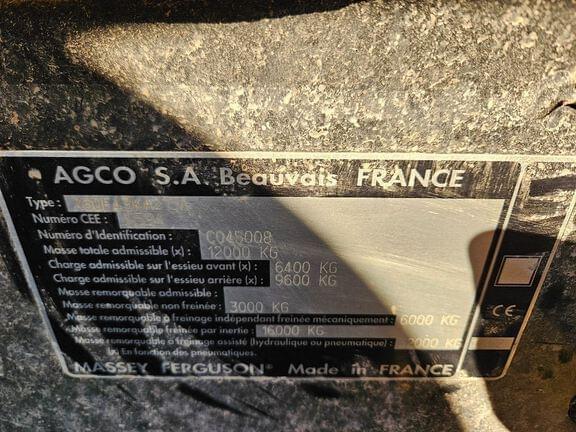 AGCO S.A. Beauvais FRANCE
Type :
Numéro CEE :
Numéro d'Identification : C045008
Masse totale admissible (x) : 12000 KG
Charge admissible sur l'essieu avant (x) : 6400 KG
Charge admissible sur l'essieu arrière (x) : 9600 KG
Masse remorquable admissible :
Masse remorquable non freinée : 3000 KG
Masse remorquable à freinage indépendant freinée mécaniquement : 6000 KG
Masse remorquable freinée par inertie : 16000 KG
Masse remorquable à freinage assisté (hydraulique ou pneumatique) : 2000 KG
(x) En fonction des pneumatiques.
CE
MASSEY FERGUSON Made in FRANCE